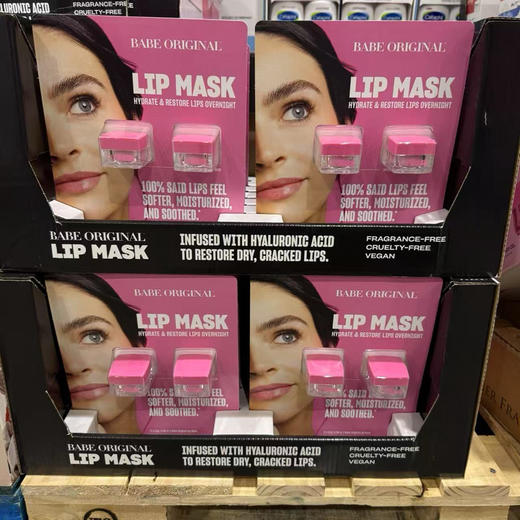 LURONIC ACID
FRAGRANCE-FREE
CRUELTY-FREE
Cetaphil
BABE ORIGINAL
LIP MASK
HYDRATE & RESTORE LIPS OVERNIGHT
100% SAID LIPS FEEL
SOFTER, MOISTURIZED,
AND SOOTHED.*
BABE ORIGINAL
LIP MASK
HYDRATE & RESTORE LIPS OVERNIGHT
100% SAID LIPS FEEL
SOFTER, MOISTURIZED,
AND SOOTHED.*
BABE ORIGINAL
LIP MASK
INFUSED WITH HYALURONIC ACID
TO RESTORE DRY, CRACKED LIPS.
FRAGRANCE-FREE
CRUELTY-FREE
VEGAN
BABE ORIGINAL
LIP MASK
HYDRATE & RESTORE LIPS OVERNIGHT
100% SAID LIPS FEEL
SOFTER, MOISTURIZED,
AND SOOTHED.*
BABE ORIGINAL
LIP MASK
HYDRATE & RESTORE LIPS OVERNIGHT
100% SAID LIPS FEEL
SOFTER, MOISTURIZED,
AND SOOTHED.*
BABE ORIGINAL
LIP MASK
INFUSED WITH HYALURONIC ACID
TO RESTORE DRY, CRACKED LIPS.
FRAGRANCE-FREE
CRUELTY-FREE
VEGAN